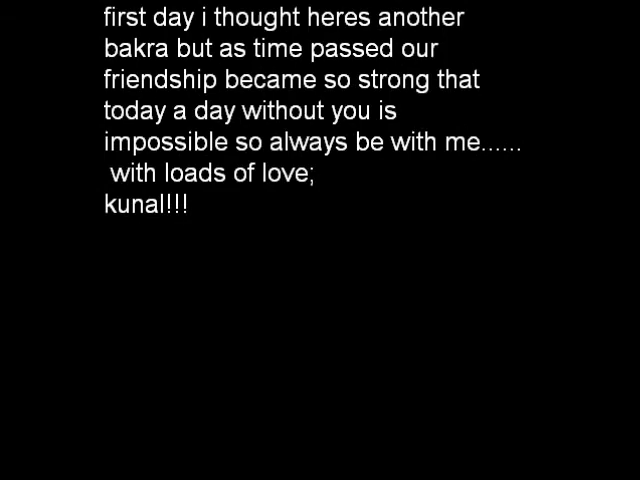 first day i thought heres another
bakra but as time passed our
friendship became so strong that
today a day without you is
impossible so always be with me......
with loads of love;
kunal!!!